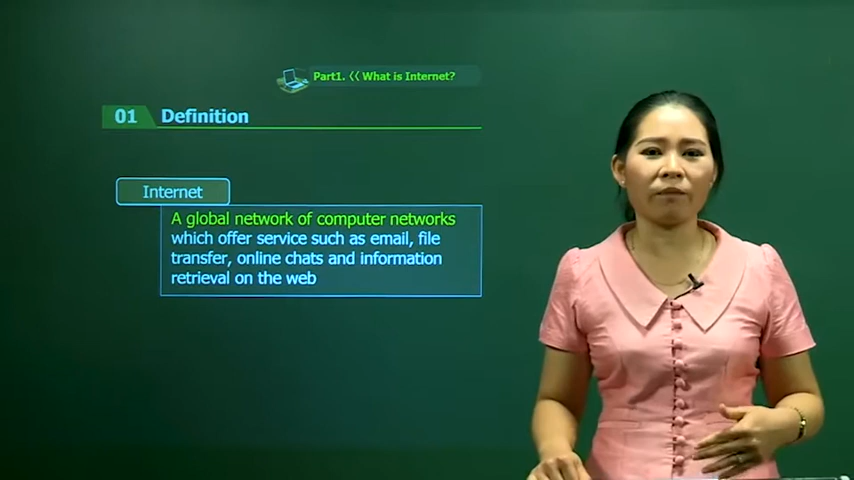 Part1. 《 What is Internet?
01 Definition
Internet
A global network of computer networks
which offer service such as email, file
transfer, online chats and information
retrieval on the web